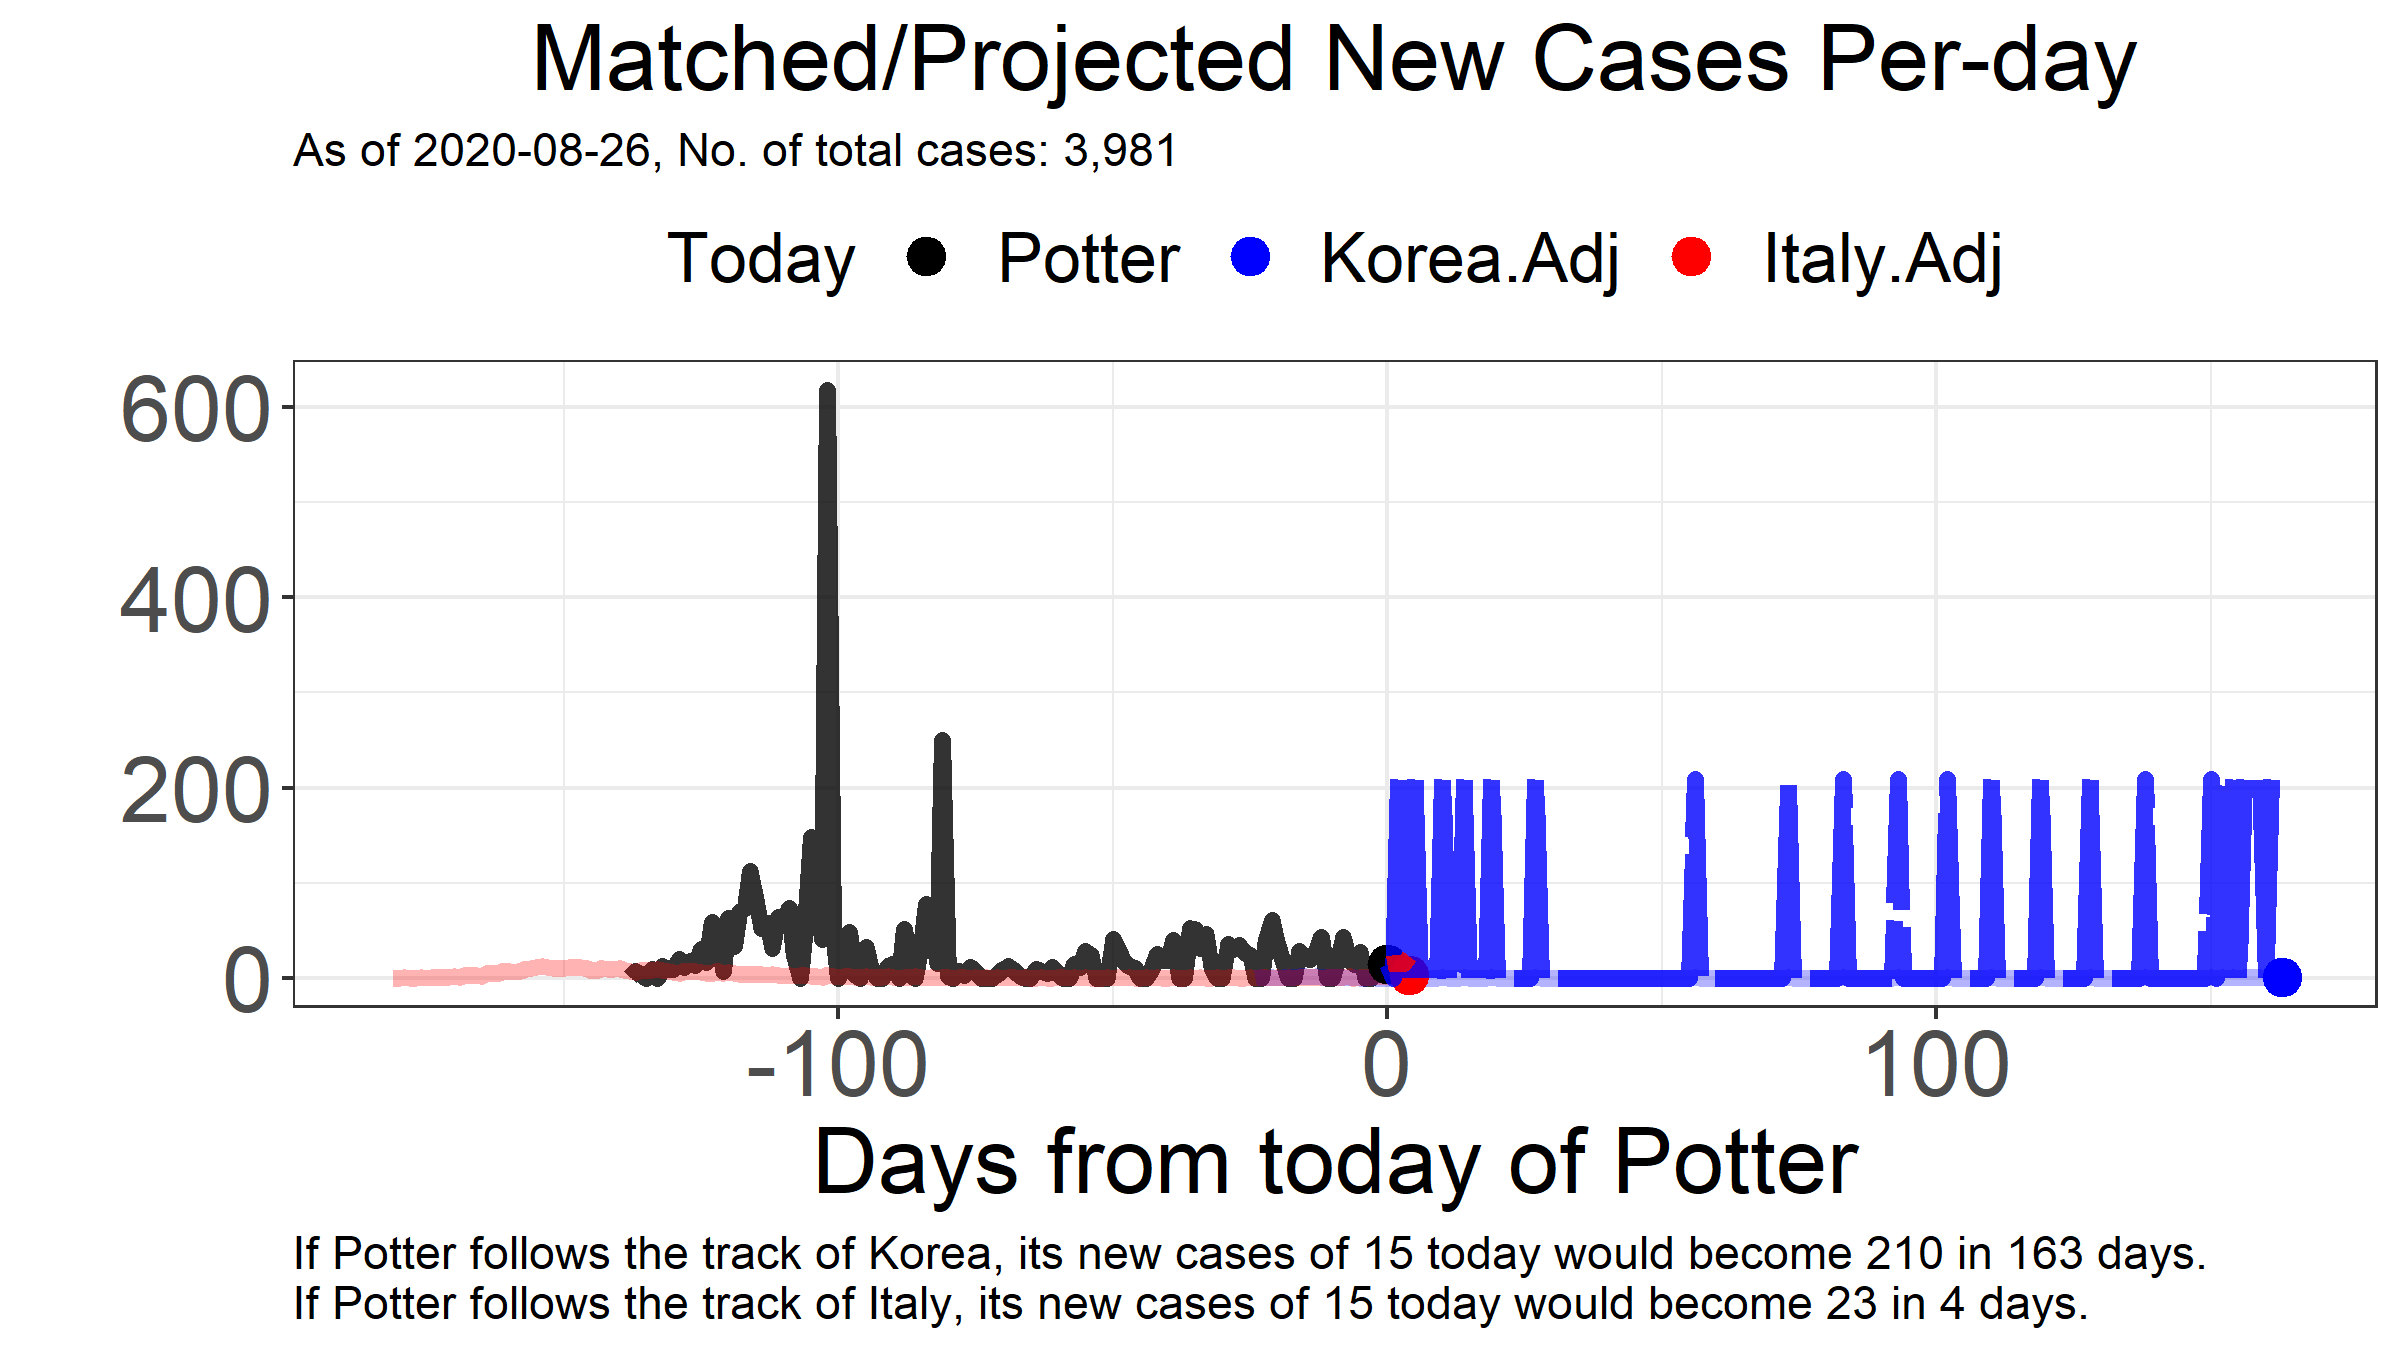 Matched/Projected New Cases Per-day
As of 2020-08-26, No. of total cases: 3,981
Today Potter Korea.Adj Italy.Adj
600
400
200
0
-100 0 100
Days from today of Potter
If Potter follows the track of Korea, its new cases of 15 today would become 210 in 163 days.
If Potter follows the track of Italy, its new cases of 15 today would become 23 in 4 days.